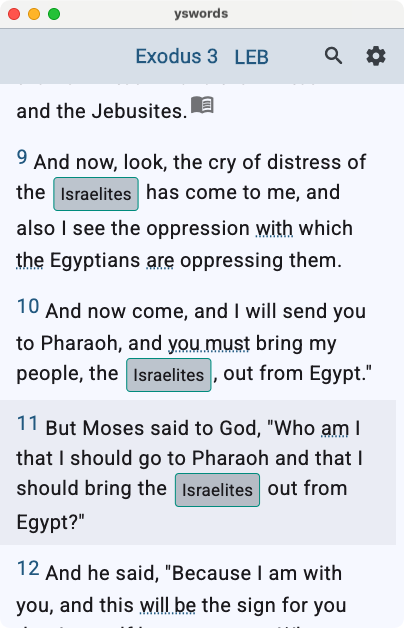 yswords
Exodus 3 LEB
and the Jebusites.
9 And now, look, the cry of distress of
the Israelites has come to me, and
also I see the oppression with which
the Egyptians are oppressing them.
10 And now come, and I will send you
to Pharaoh, and you must bring my
people, the Israelites, out from Egypt."
11 But Moses said to God, "Who am I
that I should go to Pharaoh and that I
should bring the Israelites out from
Egypt?"
12 And he said, "Because I am with
you, and this will be the sign for you